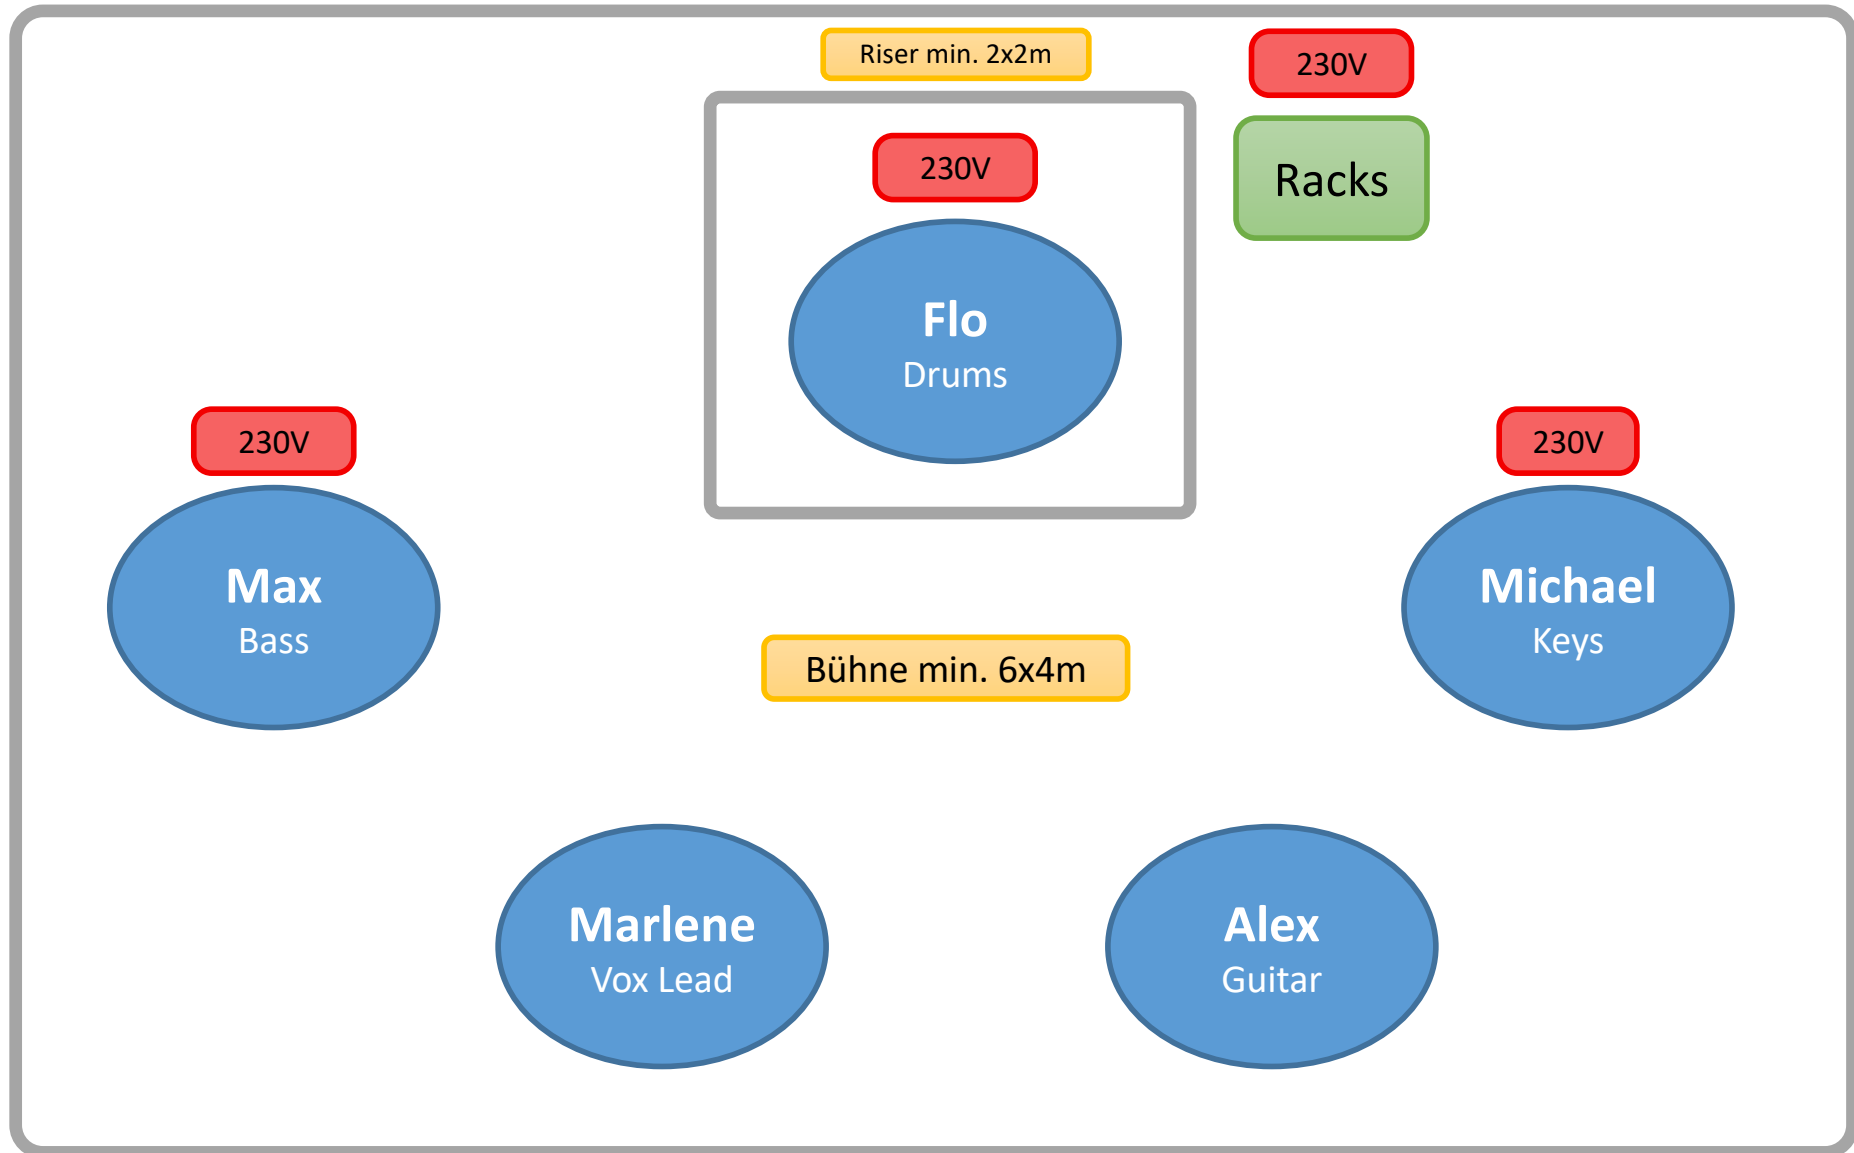 Riser min. 2x2m
230V
230V
Racks
Flo
Drums
230V
230V
Max
Bass
Michael
Keys
Bühne min. 6x4m
Marlene
Vox Lead
Alex
Guitar